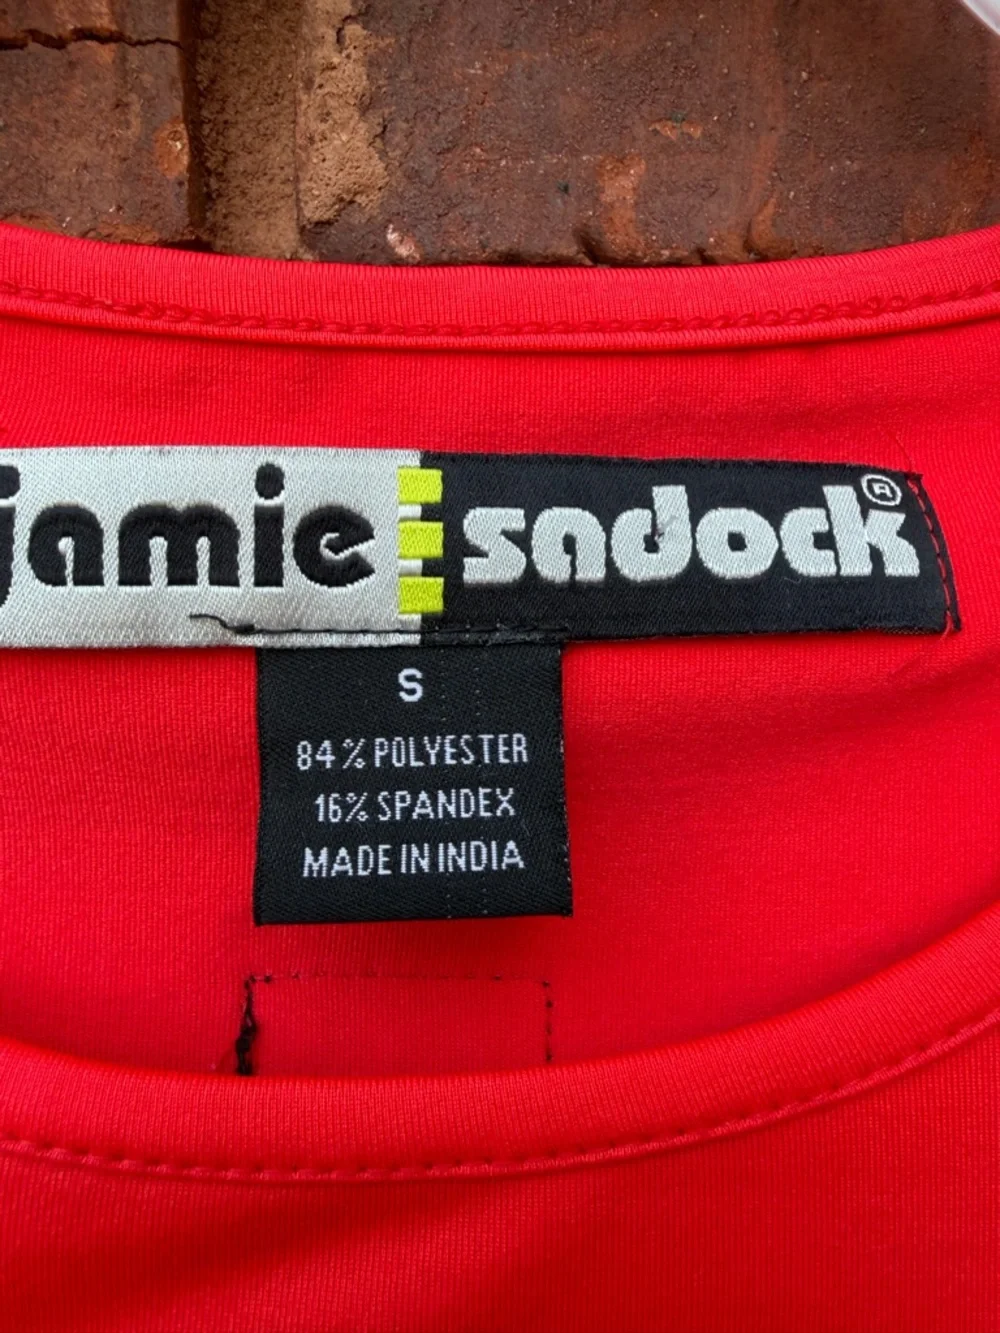 jamie sadock®
S
84% POLYESTER
16% SPANDEX
MADE IN INDIA